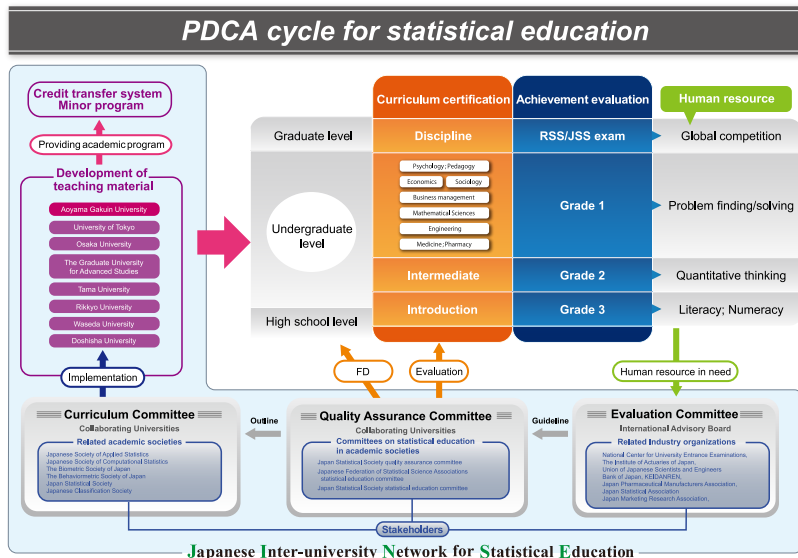 PDCA cycle for statistical education
Credit transfer system
Minor program
Providing academic program
Development of
teaching material
Aoyama Gakuin University
University of Tokyo
Osaka University
The Graduate University
for Advanced Studies
Tama University
Rikkyo University
Waseda University
Doshisha University
Implementation
Curriculum certification
Achievement evaluation
Human resource
Graduate level
Discipline
RSS/JSS exam
Global competition
Undergraduate
level
Psychology; Pedagogy
Economics
Sociology
Business management
Mathematical Sciences
Engineering
Medicine; Pharmacy
Grade 1
Problem finding/solving
Intermediate
Grade 2
Quantitative thinking
High school level
Introduction
Grade 3
Literacy; Numeracy
FD
Evaluation
Human resource in need
Curriculum Committee
Collaborating Universities
Related academic societies
Japanese Society of Applied Statistics
Japanese Society of Computational Statistics
The Biometric Society of Japan
The Behaviormetric Society of Japan
Japan Statistical Society
Japanese Classification Society
Outline
Quality Assurance Committee
Collaborating Universities
Committees on statistical education
in academic societies
Japan Statistical Society quality assurance committee
Japanese Federation of Statistical Science Associations
statistical education committee
Japan Statistical Society statistical education committee
Guideline
Evaluation Committee
International Advisory Board
Related Industry organizations
National Center for University Entrance Examinations,
The Institute of Actuaries of Japan,
Union of Japanese Scientists and Engineers
Bank of Japan, KEIDANREN,
Japan Pharmaceutical Manufacturers Association,
Japan Statistical Association
Japan Marketing Research Association,
Stakeholders
Japanese Inter-university Network for Statistical Education